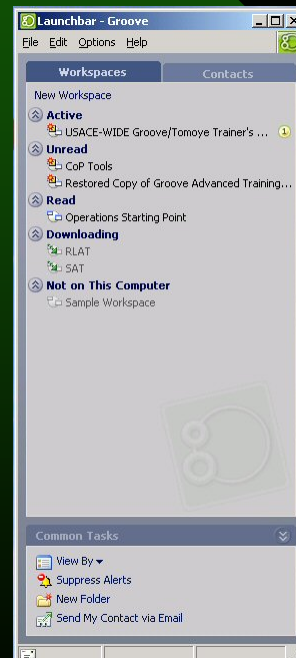 Launchbar - Groove
File Edit Options Help
Workspaces Contacts
New Workspace
Active
USACE-WIDE Groove/Tomoye Trainer's ... 1
Unread
CoP Tools
Restored Copy of Groove Advanced Training...
Read
Operations Starting Point
Downloading
RLAT
SAT
Not on This Computer
Sample Workspace
Common Tasks
View By
Suppress Alerts
New Folder
Send My Contact via Email